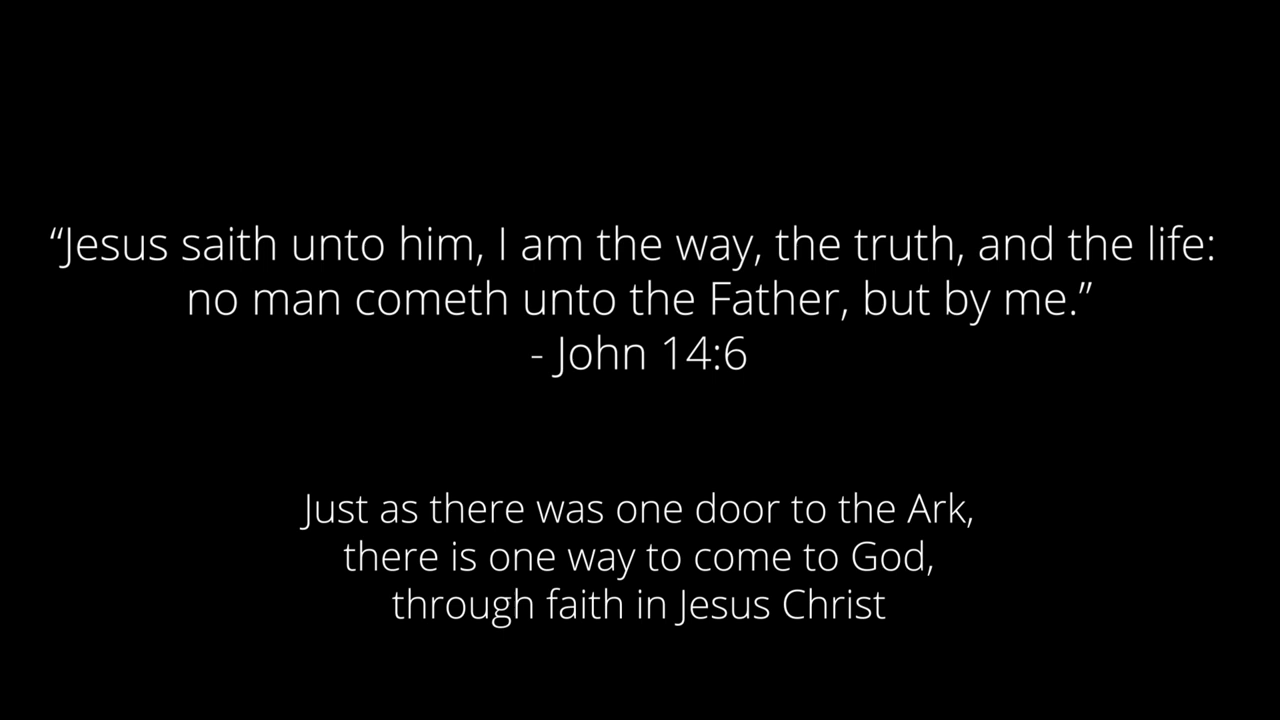 “Jesus saith unto him, I am the way, the truth, and the life:
no man cometh unto the Father, but by me.”
- John 14:6
Just as there was one door to the Ark,
there is one way to come to God,
through faith in Jesus Christ